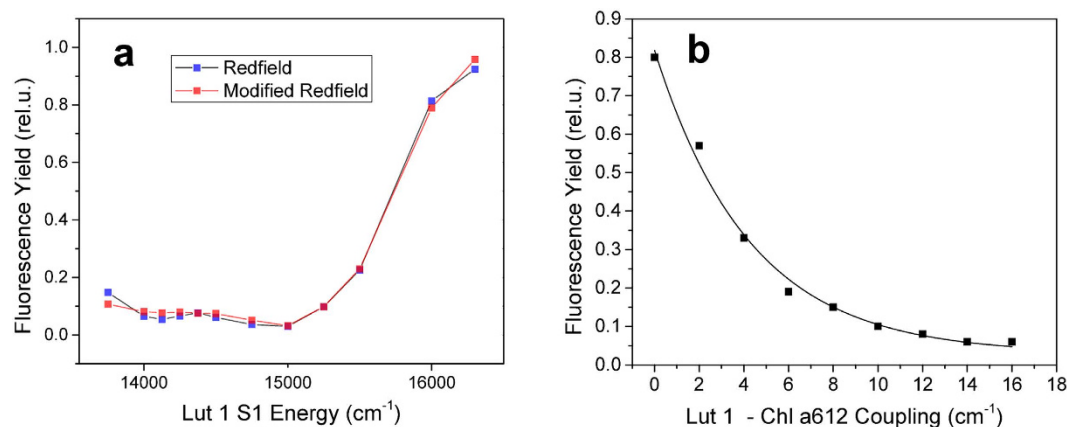 a
Redfield
Modified Redfield
Fluorescence Yield (rel.u.)
1.0
0.8
0.6
0.4
0.2
0.0
14000 15000 16000
Lut 1 S1 Energy (cm⁻¹)
b
Fluorescence Yield (rel.u.)
0.9
0.8
0.7
0.6
0.5
0.4
0.3
0.2
0.1
0.0
0 2 4 6 8 10 12 14 16 18
Lut 1 - Chl a612 Coupling (cm⁻¹)